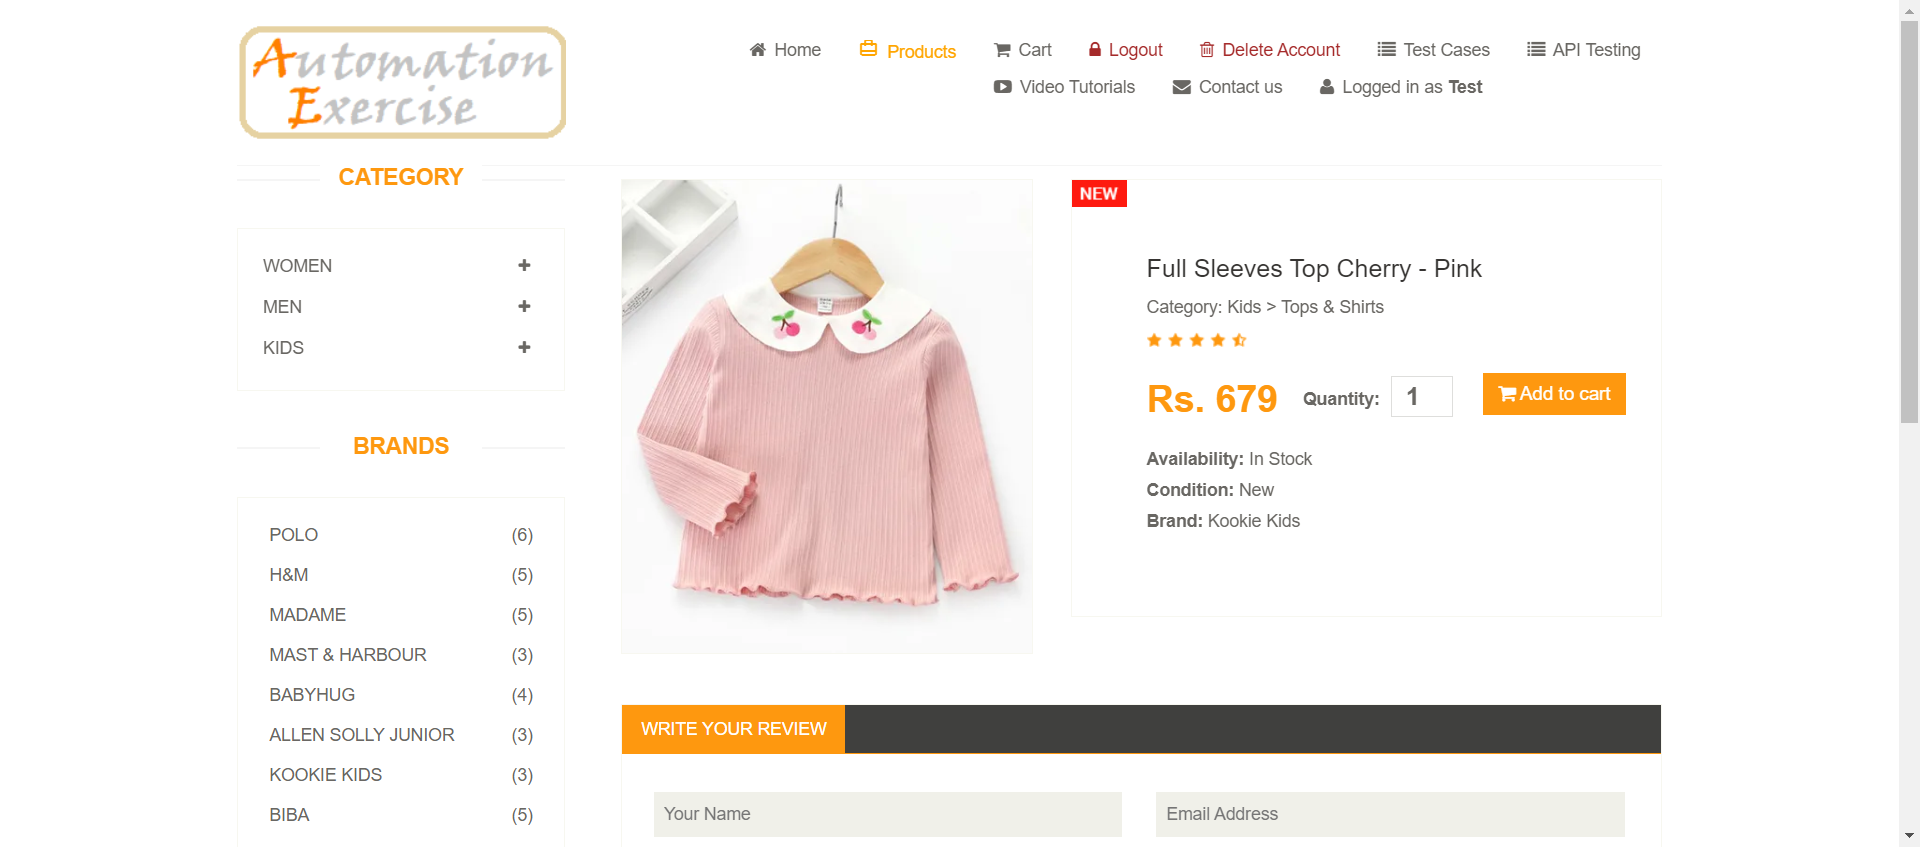 Automation
Exercise
Home
Products
Cart
Logout
Delete Account
Test Cases
API Testing
Video Tutorials
Contact us
Logged in as Test
CATEGORY
WOMEN
MEN
KIDS
BRANDS
POLO (6)
H&M (5)
MADAME (5)
MAST & HARBOUR (3)
BABYHUG (4)
ALLEN SOLLY JUNIOR (3)
KOOKIE KIDS (3)
BIBA (5)
NEW
Full Sleeves Top Cherry - Pink
Category: Kids > Tops & Shirts
Rs. 679 Quantity: 1 Add to cart
Availability: In Stock
Condition: New
Brand: Kookie Kids
WRITE YOUR REVIEW
Your Name
Email Address